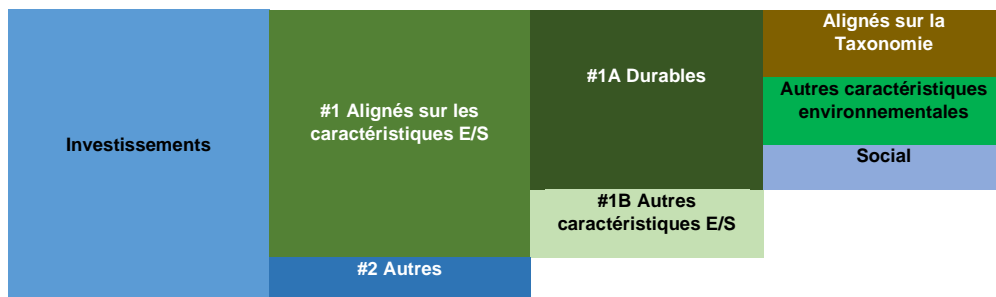 Investissements
#1 Alignés sur les
caractéristiques E/S
#2 Autres
#1A Durables
#1B Autres
caractéristiques E/S
Alignés sur la
Taxonomie
Autres caractéristiques
environnementales
Social